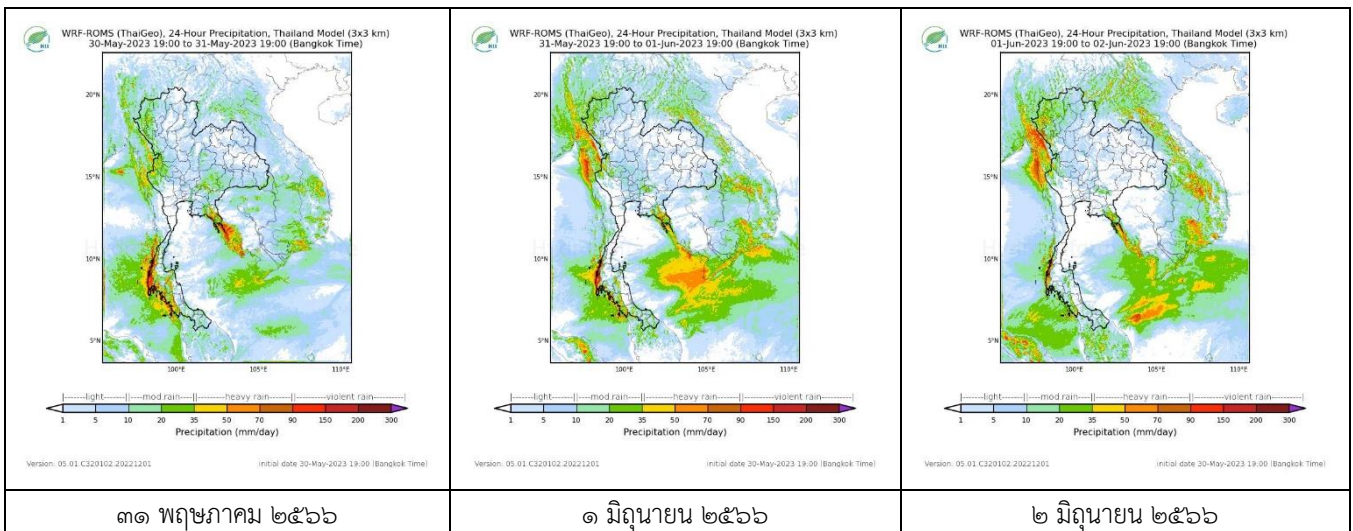 WRF-ROMS (ThaiGeo), 24-Hour Precipitation, Thailand Model (3x3 km)
30-May-2023 19:00 to 31-May-2023 19:00 (Bangkok Time)
20°N
15°N
10°N
5°N
100°E
105°E
110°E
|-------light-------||----mod.rain----||-------heavy rain-------||-------violent rain-------|
1 5 10 20 35 50 70 90 150 200 300
Precipitation (mm/day)
Version: 05.01.C320102.20221201
initial date 30-May-2023 19:00 (Bangkok Time)
๓๑ พฤษภาคม ๒๕๖๖
WRF-ROMS (ThaiGeo), 24-Hour Precipitation, Thailand Model (3x3 km)
31-May-2023 19:00 to 01-Jun-2023 19:00 (Bangkok Time)
20°N
15°N
10°N
5°N
100°E
105°E
110°E
|-------light-------||----mod.rain----||-------heavy rain-------||-------violent rain-------|
1 5 10 20 35 50 70 90 150 200 300
Precipitation (mm/day)
Version: 05.01.C320102.20221201
initial date 30-May-2023 19:00 (Bangkok Time)
๑ มิถุนายน ๒๕๖๖
WRF-ROMS (ThaiGeo), 24-Hour Precipitation, Thailand Model (3x3 km)
01-Jun-2023 19:00 to 02-Jun-2023 19:00 (Bangkok Time)
20°N
15°N
10°N
5°N
100°E
105°E
110°E
|-------light-------||----mod.rain----||-------heavy rain-------||-------violent rain-------|
1 5 10 20 35 50 70 90 150 200 300
Precipitation (mm/day)
Version: 05.01.C320102.20221201
initial date 30-May-2023 19:00 (Bangkok Time)
๒ มิถุนายน ๒๕๖๖